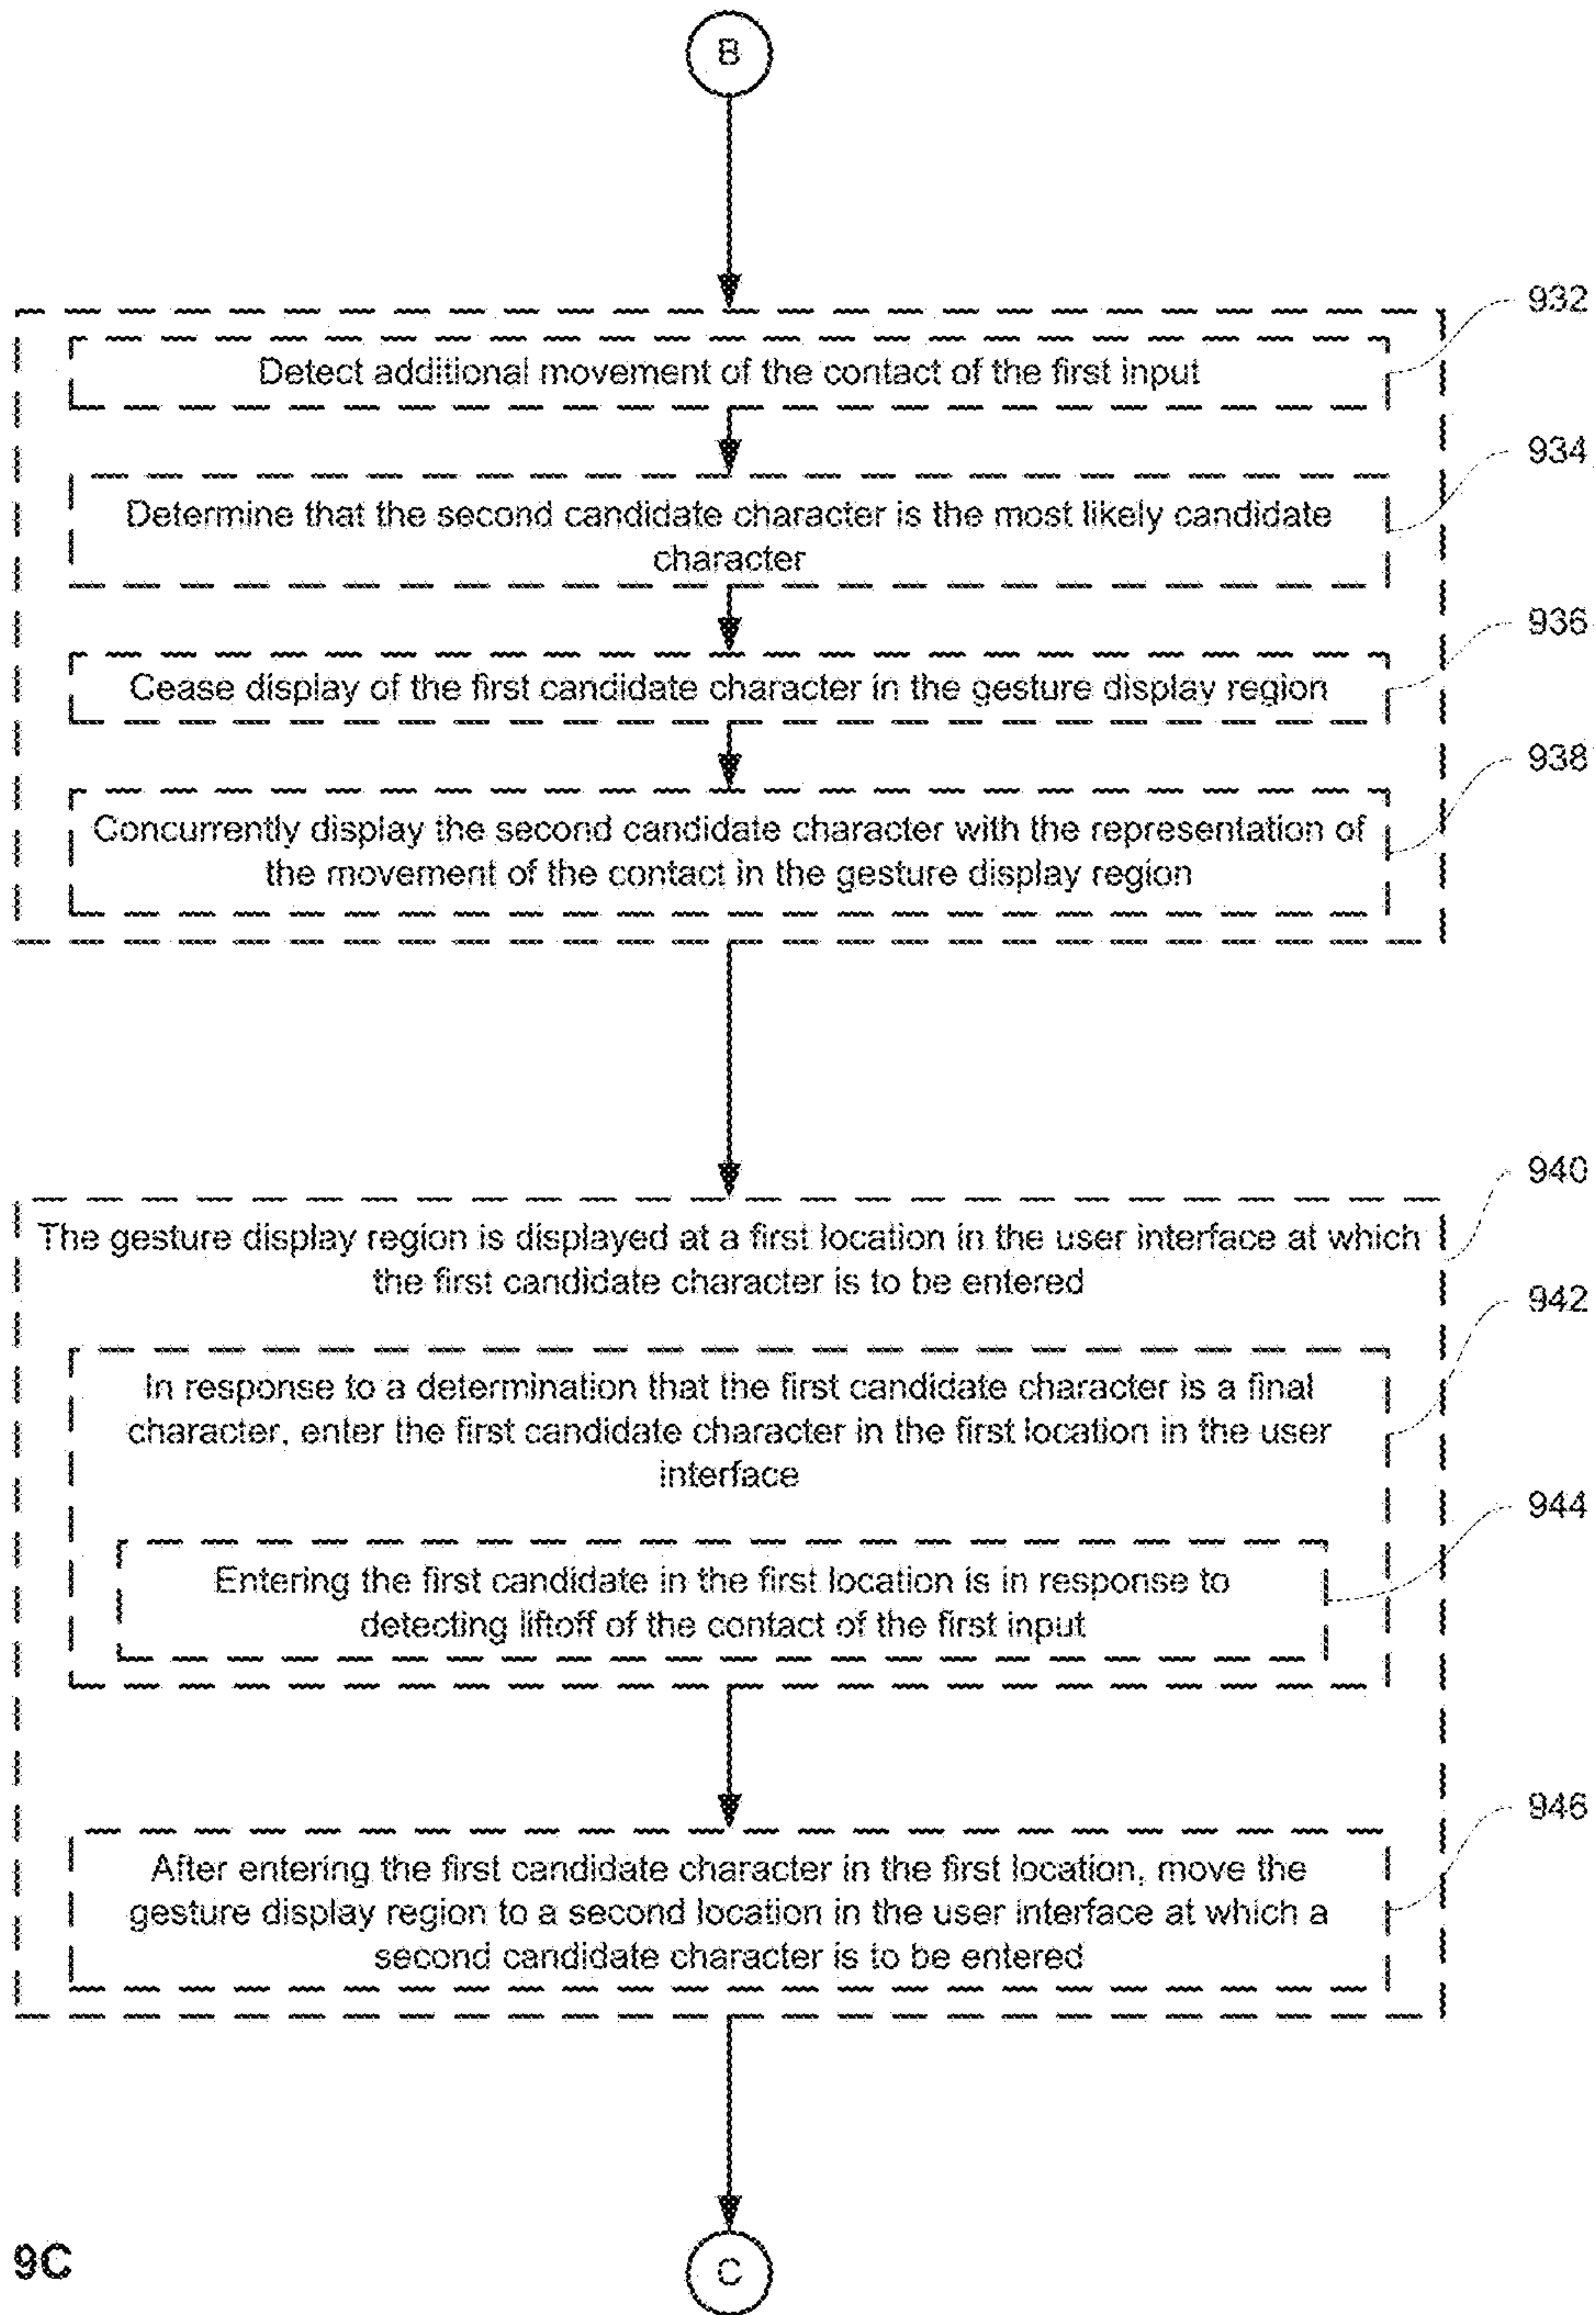 B
932
Detect additional movement of the contact of the first input
934
Determine that the second candidate character is the most likely candidate
character
936
Cease display of the first candidate character in the gesture display region
938
Concurrently display the second candidate character with the representation of
the movement of the contact in the gesture display region
940
The gesture display region is displayed at a first location in the user interface at which
the first candidate character is to be entered
942
In response to a determination that the first candidate character is a final
character, enter the first candidate character in the first location in the user
interface
944
Entering the first candidate in the first location is in response to
detecting liftoff of the contact of the first input
946
After entering the first candidate character in the first location, move the
gesture display region to a second location in the user interface at which a
second candidate character is to be entered
9C
C